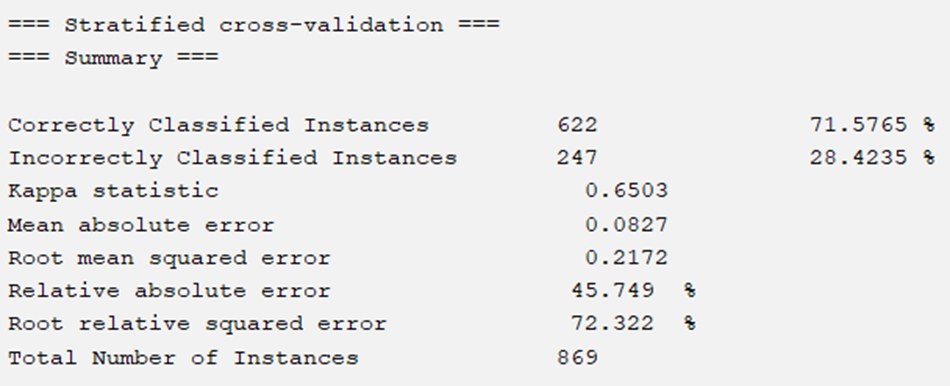 === Stratified cross-validation ===
=== Summary ===
Correctly Classified Instances 622 71.5765 %
Incorrectly Classified Instances 247 28.4235 %
Kappa statistic 0.6503
Mean absolute error 0.0827
Root mean squared error 0.2172
Relative absolute error 45.749 %
Root relative squared error 72.322 %
Total Number of Instances 869